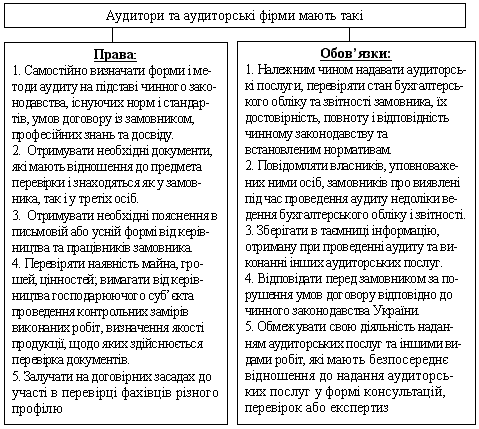 Аудитори та аудиторські фірми мають такі
Права:
1. Самостійно визначати форми і ме-
тоди аудиту на підставі чинного зако-
нодавства, існуючих норм і стандар-
тів, умов договору із замовником,
професійних знань та досвіду.
2. Отримувати необхідні документи,
які мають відношення до предмета
перевірки і знаходяться як у замов-
ника, так і у третіх осіб.
3. Отримувати необхідні пояснення в
письмовій або усній формі від керів-
ництва та працівників замовника.
4. Перевіряти наявність майна, гро-
шей, цінностей; вимагати від керів-
ництва господарюючого суб’єкта
проведення контрольних замірів
виконаних робіт, визначення якості
продукції, щодо яких здійснюється
перевірка документів.
5. Залучати на договірних засадах до
участі в перевірці фахівців різного
профілю
Обов’язки:
1. Належним чином надавати аудиторсь-
кі послуги, перевіряти стан бухгалтерсь-
кого обліку та звітності замовника, їх
достовірність, повноту і відповідність
чинному законодавству та
встановленим нормативам.
2. Повідомляти власників, уповноваже-
них ними осіб, замовників про виявлені
під час проведення аудиту недоліки ве-
дення бухгалтерського обліку і звітності.
3. Зберігати в таємниці інформацію,
отриману при проведенні аудиту та ви-
конанні інших аудиторських послуг.
4. Відповідати перед замовником за по-
рушення умов договору відповідно до
чинного законодавства України.
5. Обмежувати свою діяльність надан-
ням аудиторських послуг та іншими ви-
дами робіт, які мають безпосереднє
відношення до надання аудиторсь-
ких послуг у формі консультацій,
перевірок або експертиз